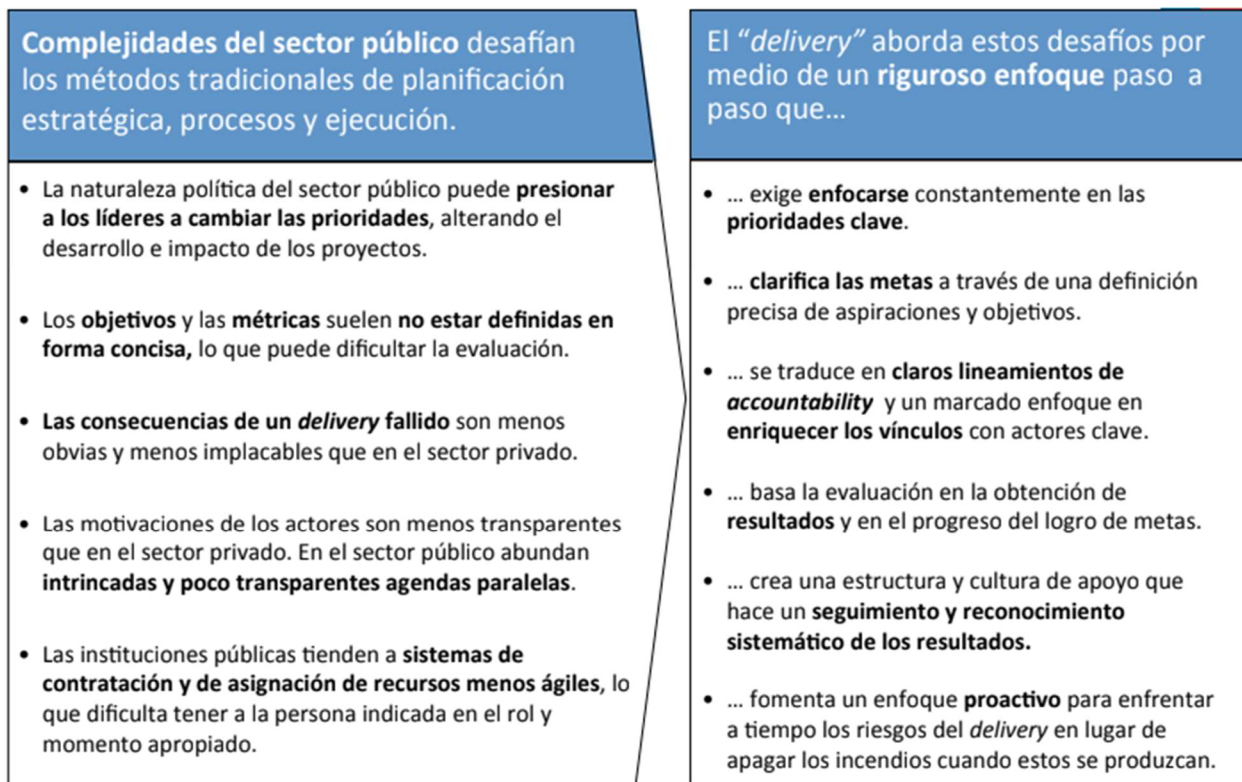 Complejidades del sector público desafían
los métodos tradicionales de planificación
estratégica, procesos y ejecución.
• La naturaleza política del sector público puede presionar
a los líderes a cambiar las prioridades, alterando el
desarrollo e impacto de los proyectos.
• Los objetivos y las métricas suelen no estar definidas en
forma concisa, lo que puede dificultar la evaluación.
• Las consecuencias de un delivery fallido son menos
obvias y menos implacables que en el sector privado.
• Las motivaciones de los actores son menos transparentes
que en el sector privado. En el sector público abundan
intrincadas y poco transparentes agendas paralelas.
• Las instituciones públicas tienden a sistemas de
contratación y de asignación de recursos menos ágiles, lo
que dificulta tener a la persona indicada en el rol y
momento apropiado.
El “delivery” aborda estos desafíos por
medio de un riguroso enfoque paso a
paso que...
• ... exige enfocarse constantemente en las
prioridades clave.
• ... clarifica las metas a través de una definición
precisa de aspiraciones y objetivos.
• ... se traduce en claros lineamientos de
accountability y un marcado enfoque en
enriquecer los vínculos con actores clave.
• ... basa la evaluación en la obtención de
resultados y en el progreso del logro de metas.
• ... crea una estructura y cultura de apoyo que
hace un seguimiento y reconocimiento
sistemático de los resultados.
• ... fomenta un enfoque proactivo para enfrentar
a tiempo los riesgos del delivery en lugar de
apagar los incendios cuando estos se produzcan.